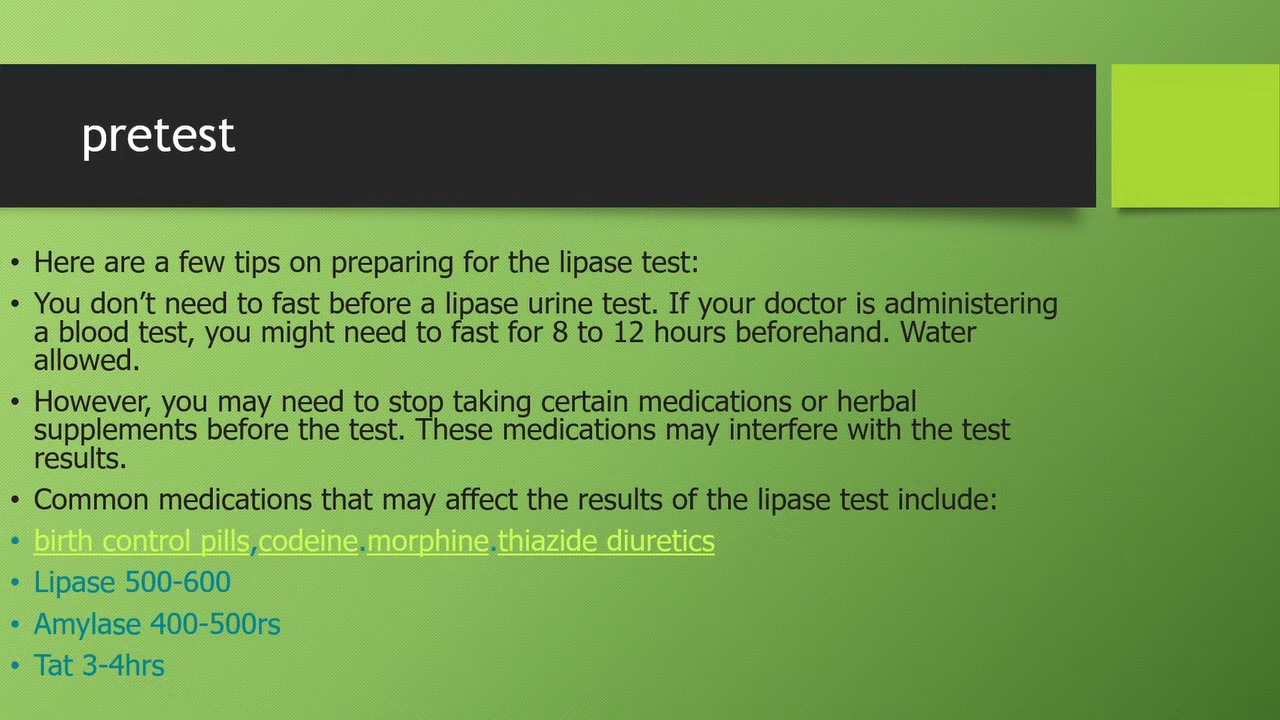 pretest
• Here are a few tips on preparing for the lipase test:
• You don’t need to fast before a lipase urine test. If your doctor is administering
a blood test, you might need to fast for 8 to 12 hours beforehand. Water
allowed.
• However, you may need to stop taking certain medications or herbal
supplements before the test. These medications may interfere with the test
results.
• Common medications that may affect the results of the lipase test include:
• birth control pills,codeine.morphine.thiazide diuretics
• Lipase 500-600
• Amylase 400-500rs
• Tat 3-4hrs